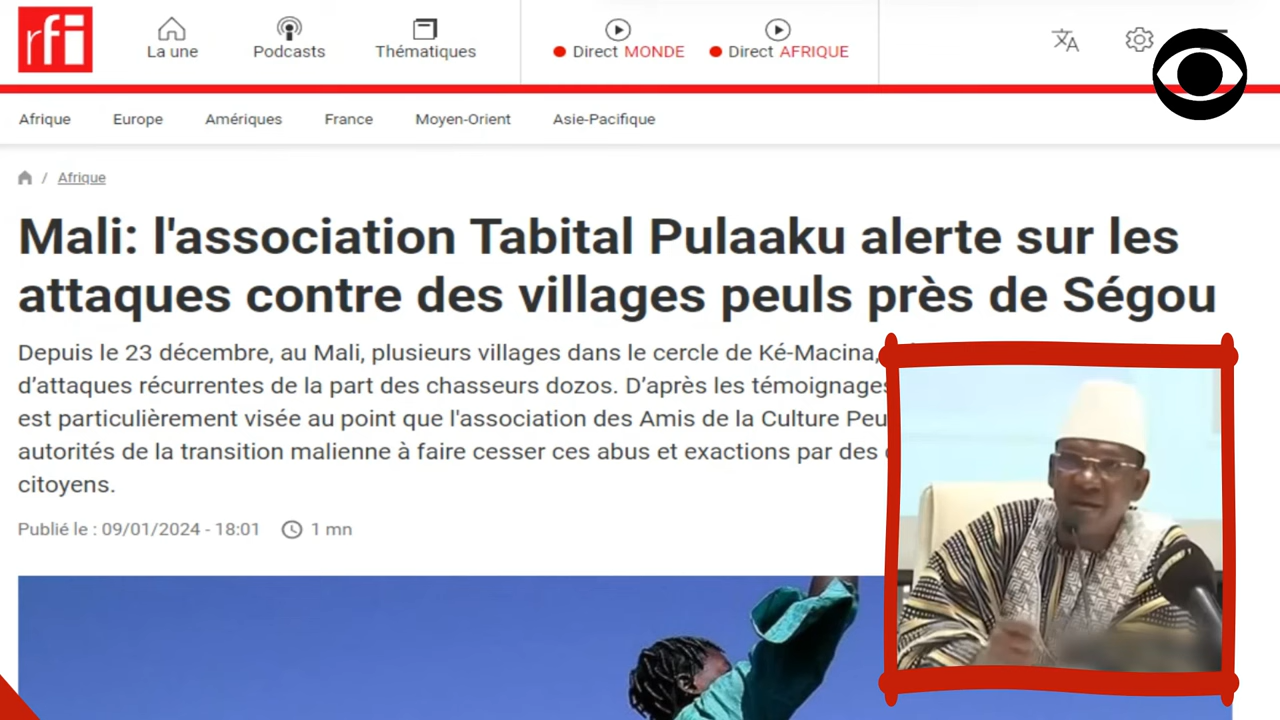 rfi
La une
Podcasts
Thématiques
Direct MONDE
Direct AFRIQUE
Afrique
Europe
Amériques
France
Moyen-Orient
Asie-Pacifique
/ Afrique
Mali: l'association Tabital Pulaaku alerte sur les
attaques contre des villages peuls près de Ségou
Depuis le 23 décembre, au Mali, plusieurs villages dans le cercle de Ké-Macina,
d’attaques récurrentes de la part des chasseurs dozos. D’après les témoignages
est particulièrement visée au point que l'association des Amis de la Culture Peu
autorités de la transition malienne à faire cesser ces abus et exactions par des
citoyens.
Publié le : 09/01/2024 - 18:01
1 mn